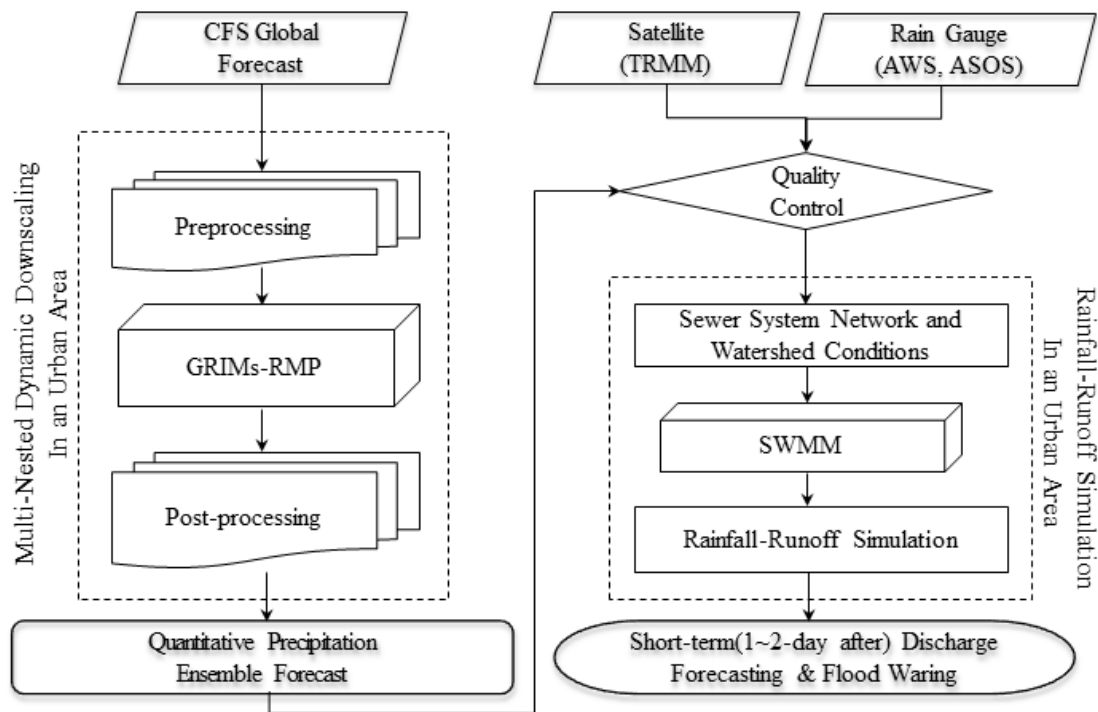 CFS Global
Forecast
Multi-Nested Dynamic Downscaling
In an Urban Area
Preprocessing
GRIMs-RMP
Post-processing
Quantitative Precipitation
Ensemble Forecast
Satellite
(TRMM)
Rain Gauge
(AWS, ASOS)
Quality
Control
Sewer System Network and
Watershed Conditions
SWMM
Rainfall-Runoff Simulation
Rainfall-Runoff Simulation
In an Urban Area
Short-term(1~2-day after) Discharge
Forecasting & Flood Waring